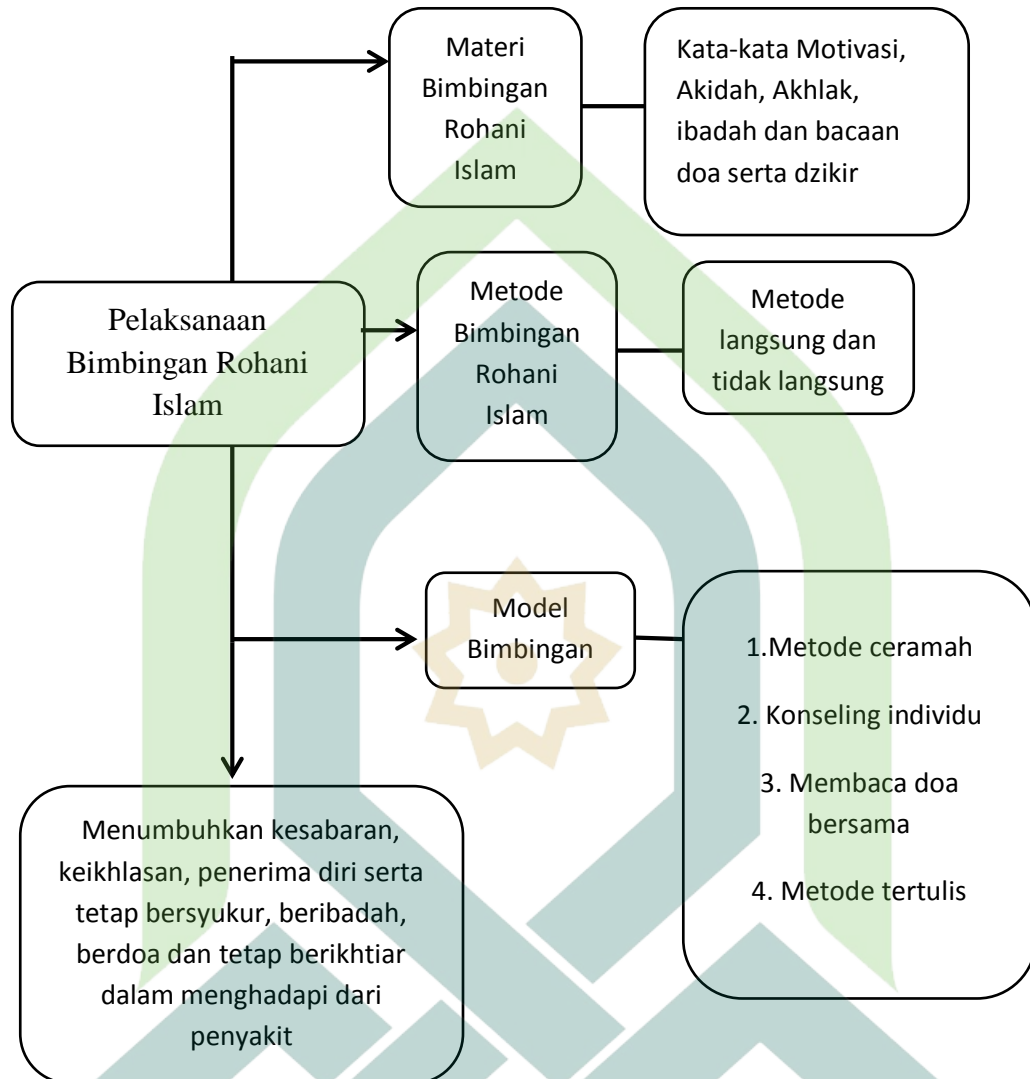 Materi
Bimbingan
Rohani
Islam
Kata-kata Motivasi,
Akidah, Akhlak,
ibadah dan bacaan
doa serta dzikir
Pelaksanaan
Bimbingan Rohani
Islam
Metode
Bimbingan
Rohani
Islam
Metode
langsung dan
tidak langsung
Model
Bimbingan
1.Metode ceramah
2. Konseling individu
3. Membaca doa
bersama
4. Metode tertulis
Menumbuhkan kesabaran,
keikhlasan, penerima diri serta
tetap bersyukur, beribadah,
berdoa dan tetap berikhtiar
dalam menghadapi dari
penyakit